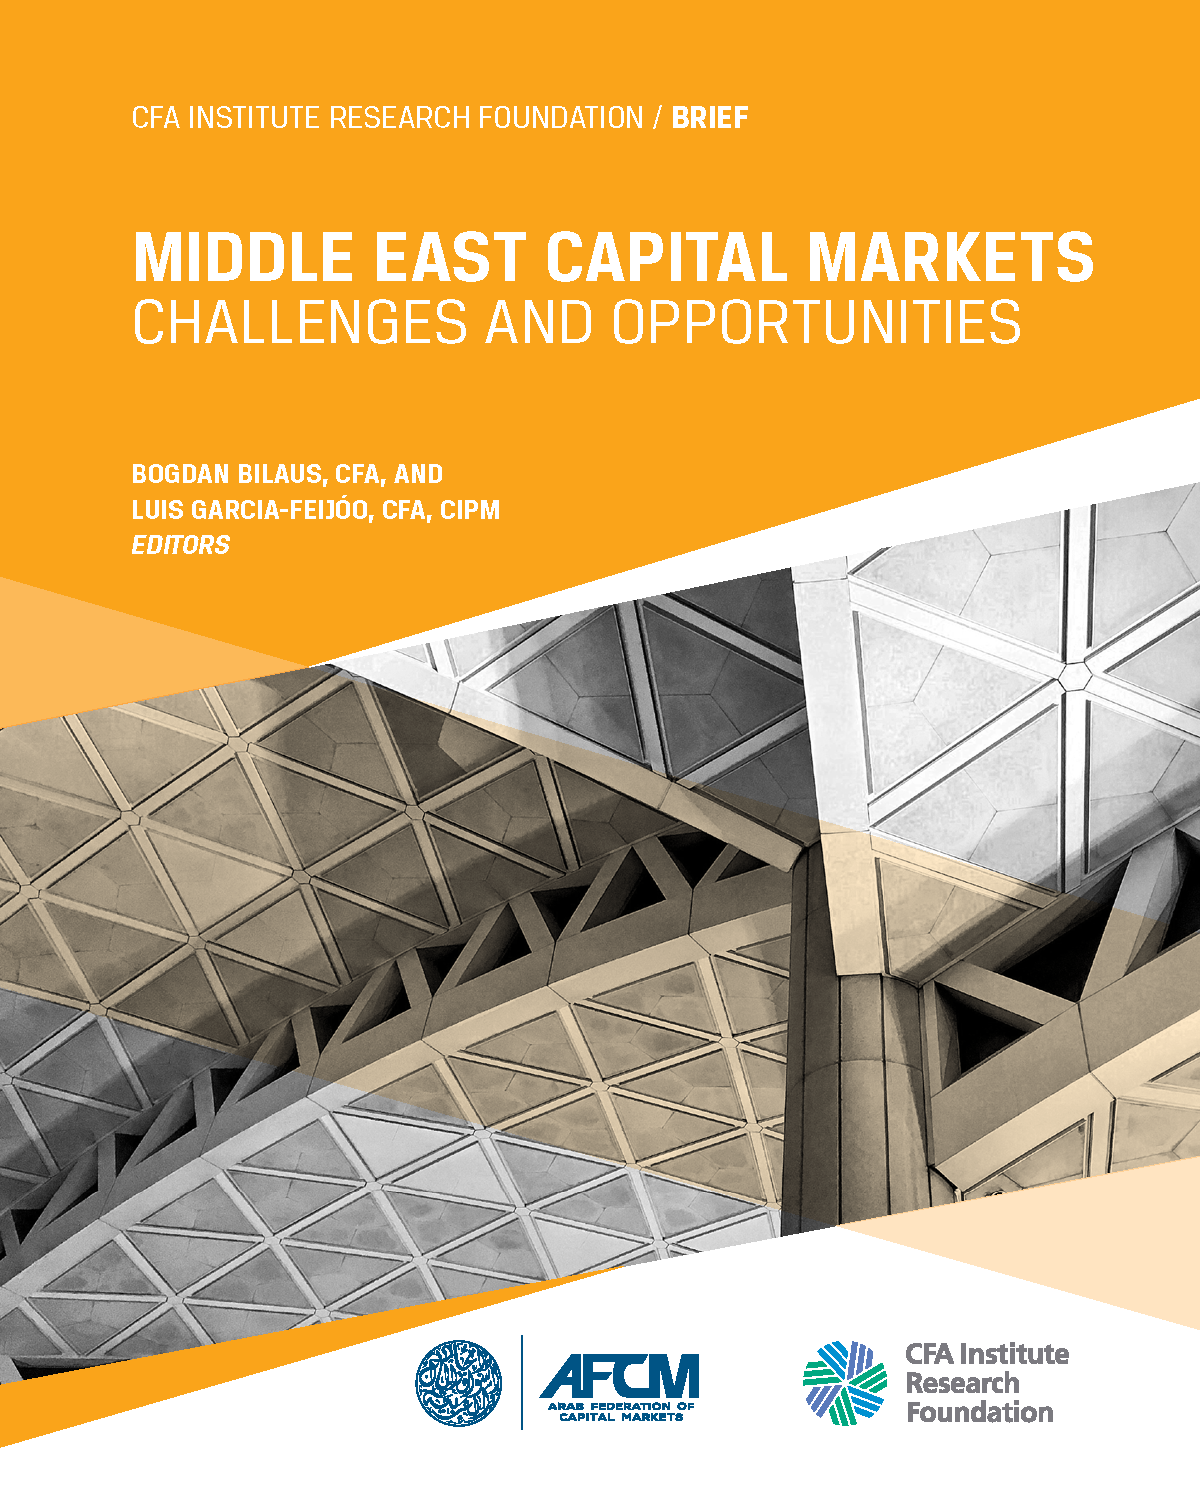 CFA INSTITUTE RESEARCH FOUNDATION / BRIEF
MIDDLE EAST CAPITAL MARKETS
CHALLENGES AND OPPORTUNITIES
BOGDAN BILAUS, CFA, AND
LUIS GARCIA-FEIJÓO, CFA, CIPM
EDITORS
AFCM
ARAB FEDERATION OF
CAPITAL MARKETS
CFA Institute
Research
Foundation